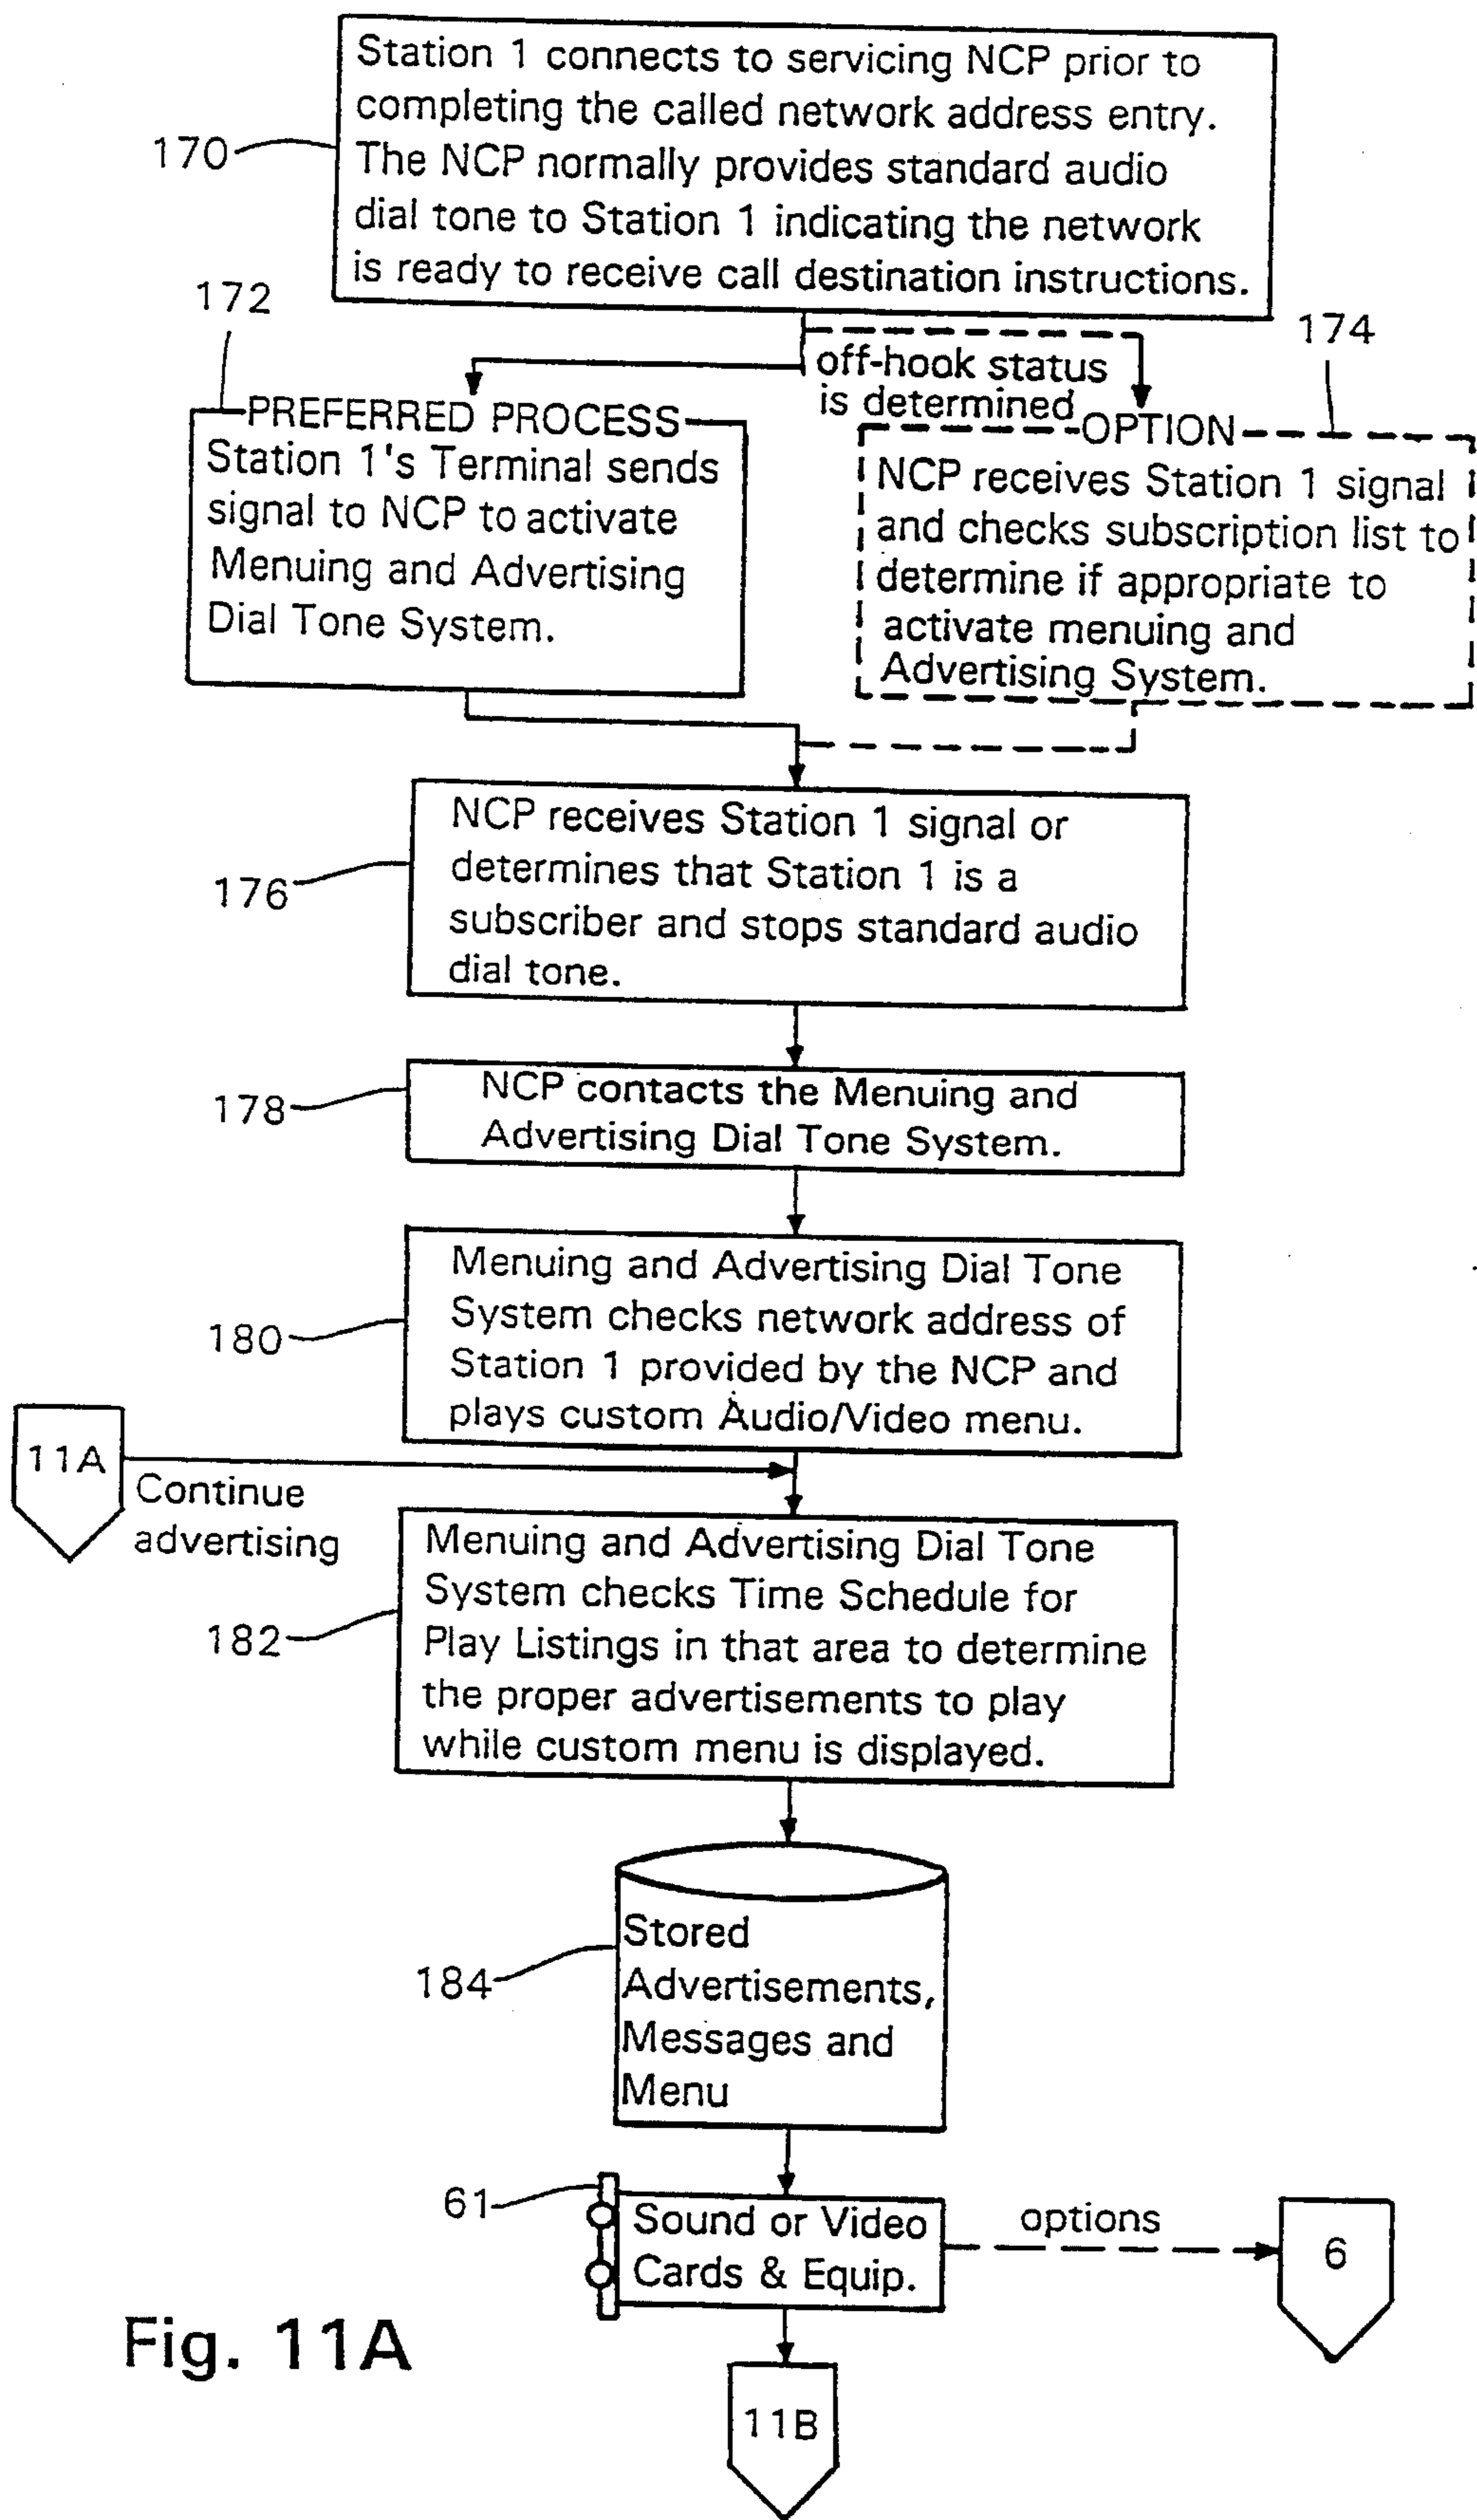 Station 1 connects to servicing NCP prior to
completing the called network address entry.
170
The NCP normally provides standard audio
dial tone to Station 1 indicating the network
is ready to receive call destination instructions.
172
174
off-hook status
is determined
PREFERRED PROCESS
Station 1's Terminal sends
signal to NCP to activate
Menuing and Advertising
Dial Tone System.
OPTION
NCP receives Station 1 signal
and checks subscription list to
determine if appropriate to
activate menuing and
Advertising System.
NCP receives Station 1 signal or
determines that Station 1 is a
176
subscriber and stops standard audio
dial tone.
178
NCP contacts the Menuing and
Advertising Dial Tone System.
Menuing and Advertising Dial Tone
System checks network address of
180
Station 1 provided by the NCP and
plays custom Audio/Video menu.
11A
Continue
advertising
Menuing and Advertising Dial Tone
System checks Time Schedule for
182
Play Listings in that area to determine
the proper advertisements to play
while custom menu is displayed.
Stored
184
Advertisements,
Messages and
Menu
61
Sound or Video
Cards & Equip.
options
6
Fig. 11A
11B